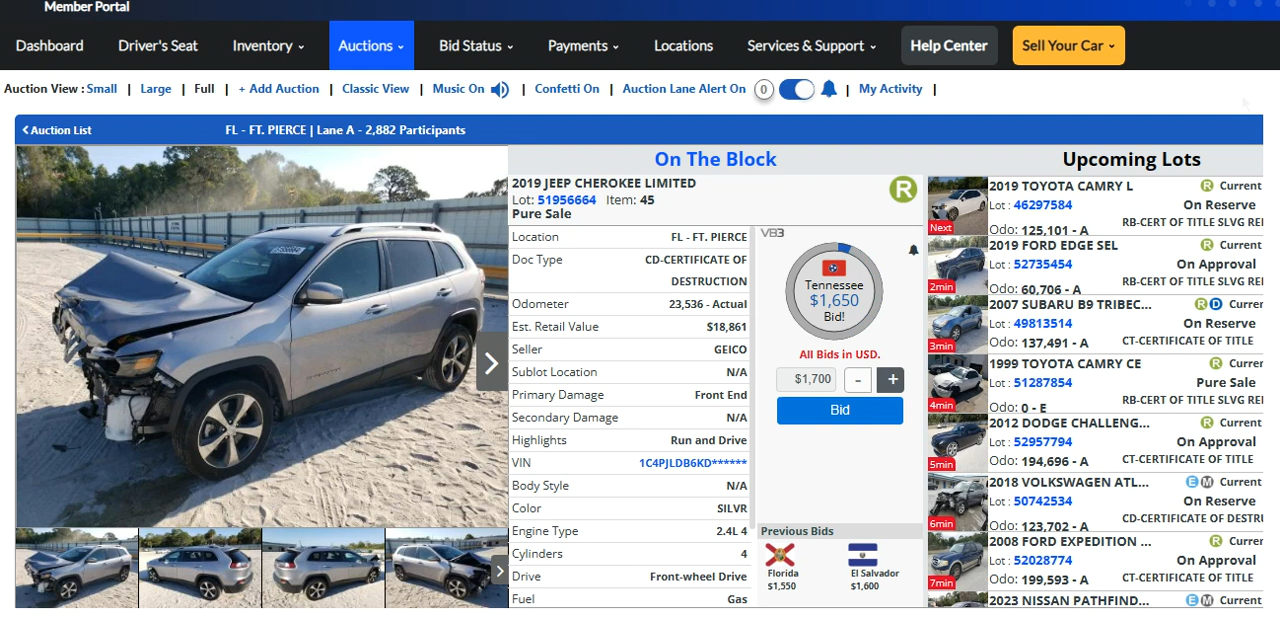 Member Portal
Dashboard Driver's Seat Inventory Auctions Bid Status Payments Locations Services & Support Help Center Sell Your Car
Auction View : Small | Large | Full | + Add Auction | Classic View | Music On | Confetti On | Auction Lane Alert On 0 | My Activity |
Auction List FL - FT. PIERCE | Lane A - 2,882 Participants
On The Block
2019 JEEP CHEROKEE LIMITED R
Lot: 51956664 Item: 45
Pure Sale
Location FL - FT. PIERCE
Doc Type CD-CERTIFICATE OF
DESTRUCTION
Odometer 23,536 - Actual
Est. Retail Value $18,861
Seller GEICO
Sublot Location N/A
Primary Damage Front End
Secondary Damage N/A
Highlights Run and Drive
VIN 1C4PJLDB6KD******
Body Style N/A
Color SILVR
Engine Type 2.4L 4
Cylinders 4
Drive Front-wheel Drive
Fuel Gas
VB3
Tennessee
$1,650
Bid!
All Bids in USD.
$1,700 - +
Bid
Previous Bids
Florida
$1,550
El Salvador
$1,600
Upcoming Lots
2019 TOYOTA CAMRY L R Current
Lot : 46297584 On Reserve
Next Odo: 125,101 - A RB-CERT OF TITLE SLVG REI
2019 FORD EDGE SEL R Current
Lot : 52735454 On Approval
2min Odo: 60,706 - A RB-CERT OF TITLE SLVG REI
2007 SUBARU B9 TRIBEC... R D Currer
Lot : 49813514 On Reserve
3min Odo: 137,491 - A CT-CERTIFICATE OF TITLE
1999 TOYOTA CAMRY CE R Currer
Lot : 51287854 Pure Sale
4min Odo: 0 - E RB-CERT OF TITLE SLVG REI
2012 DODGE CHALLENG... R Current
Lot : 52957794 On Approval
5min Odo: 194,696 - A CT-CERTIFICATE OF TITLE
2018 VOLKSWAGEN ATL... E M Current
Lot : 50742534 On Reserve
6min Odo: 123,702 - A CD-CERTIFICATE OF DESTRU
2008 FORD EXPEDITION ... R Currer
Lot : 52028774 On Approval
7min Odo: 199,593 - A CT-CERTIFICATE OF TITLE
2023 NISSAN PATHFIND... E M Current